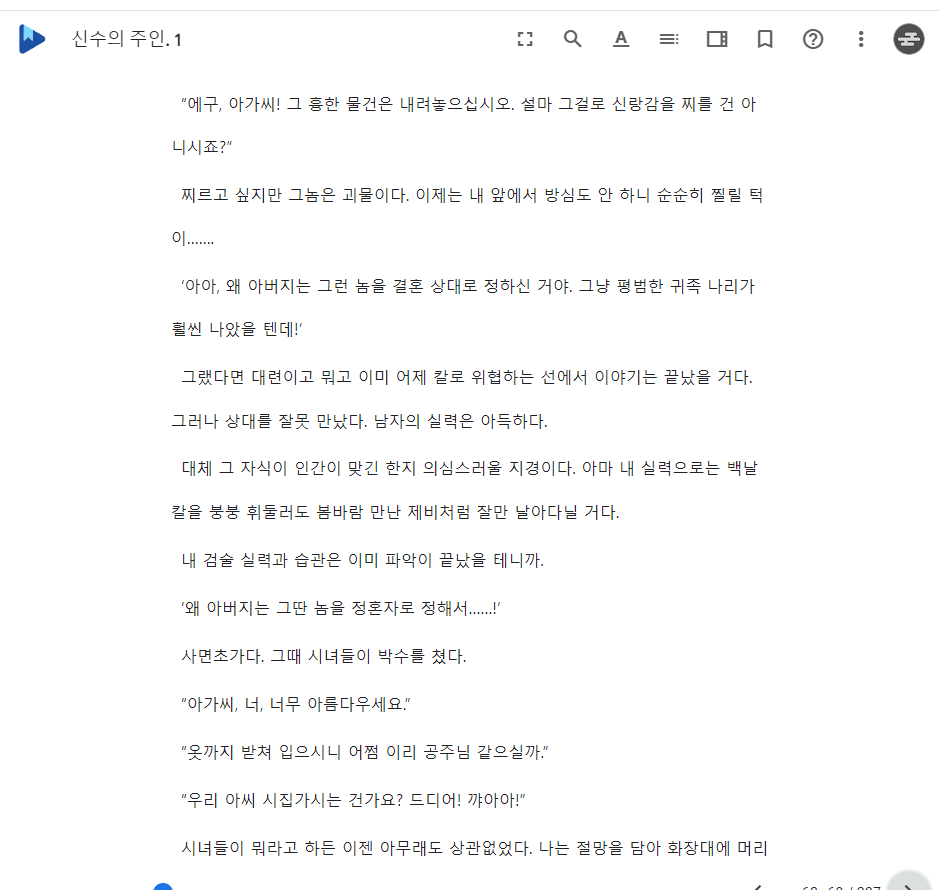 신수의 주인. 1
"에구, 아가씨! 그 흉한 물건은 내려놓으십시오. 설마 그걸로 신랑감을 찌를 건 아
니시죠?"
찌르고 싶지만 그놈은 괴물이다. 이제는 내 앞에서 방심도 안 하니 순순히 찔릴 턱
이.......
'아아, 왜 아버지는 그런 놈을 결혼 상대로 정하신 거야. 그냥 평범한 귀족 나리가
훨씬 나았을 텐데!'
그랬다면 대련이고 뭐고 이미 어제 칼로 위협하는 선에서 이야기는 끝났을 거다.
그러나 상대를 잘못 만났다. 남자의 실력은 아득하다.
대체 그 자식이 인간이 맞긴 한지 의심스러울 지경이다. 아마 내 실력으로는 백날
칼을 붕붕 휘둘러도 봄바람 만난 제비처럼 잘만 날아다닐 거다.
내 검술 실력과 습관은 이미 파악이 끝났을 테니까.
'왜 아버지는 그딴 놈을 정혼자로 정해서......!'
사면초가다. 그때 시녀들이 박수를 쳤다.
"아가씨, 너, 너무 아름다우세요."
"옷까지 받쳐 입으시니 어쩜 이리 공주님 같으실까."
"우리 아씨 시집가시는 건가요? 드디어! 꺄아아!"
시녀들이 뭐라고 하든 이젠 아무래도 상관없었다. 나는 절망을 담아 화장대에 머리